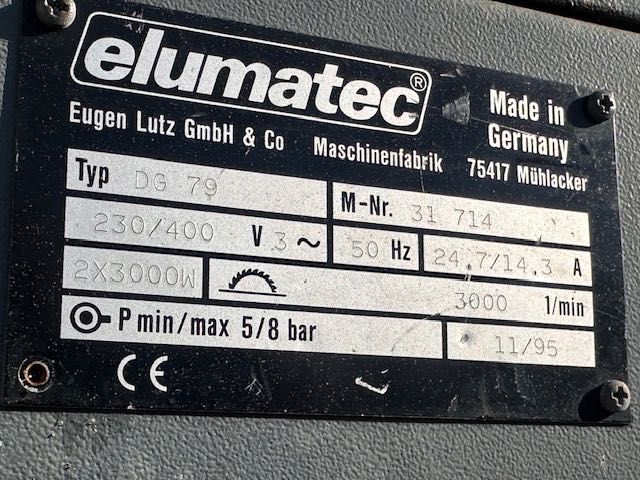 elumatec®
Made in
Germany
Eugen Lutz GmbH & Co Maschinenfabrik 75417 Mühlacker
Typ DG 79
M-Nr. 31 714
230/400 V 3 ~ 50 Hz 24.7/14.3 A
2X3000W 3000 1/min
P min/max 5/8 bar 11/95
CE